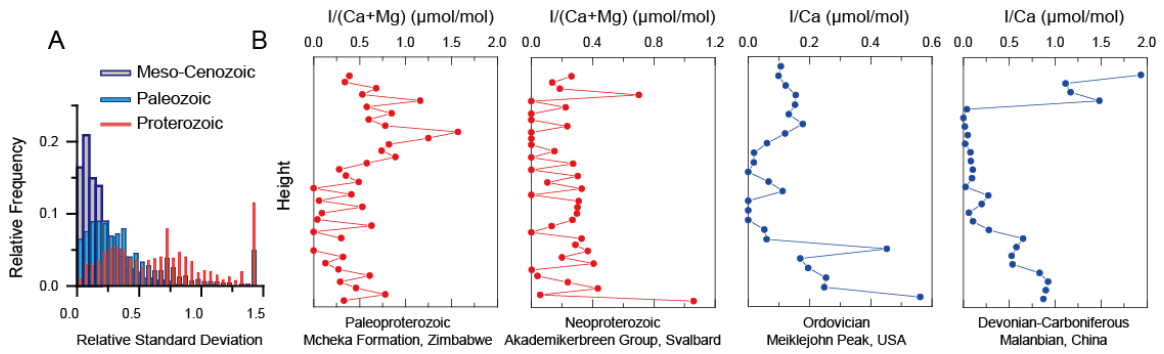 A
B
Meso-Cenozoic
Paleozoic
Proterozoic
Relative Frequency
0.2
0.1
0.0
0.0
0.5
1.0
1.5
Relative Standard Deviation
Height
I/(Ca+Mg) (μmol/mol)
0.0
0.5
1.0
1.5
2.0
Paleoproterozoic
Mcheka Formation, Zimbabwe
I/(Ca+Mg) (μmol/mol)
0.0
0.4
0.8
1.2
Neoproterozoic
Akademikerbreen Group, Svalbard
I/Ca (μmol/mol)
0.0
0.2
0.4
0.6
Ordovician
Meiklejohn Peak, USA
I/Ca (μmol/mol)
0.0
0.5
1.0
1.5
2.0
Devonian-Carboniferous
Malanbian, China